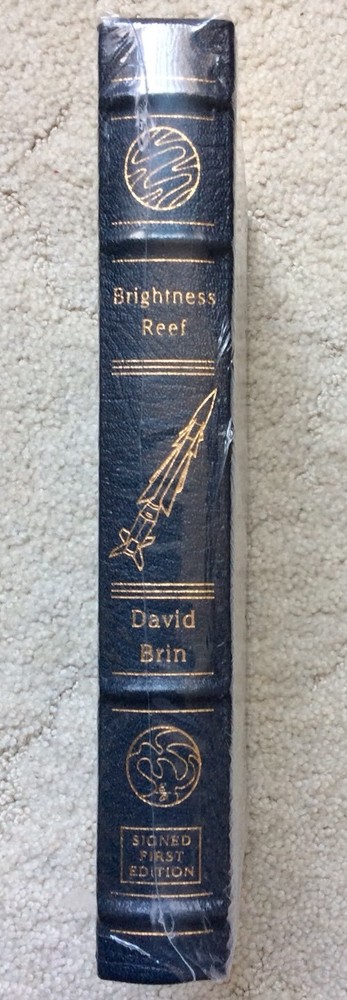 Brightness
Reef
David
Brin
SIGNED
FIRST
EDITION